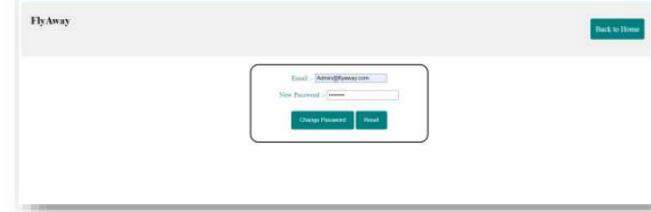 FlyAway
Back to Home
Email :- Admin@flyaway.com
New Password :- ••••••••
Change Password Reset